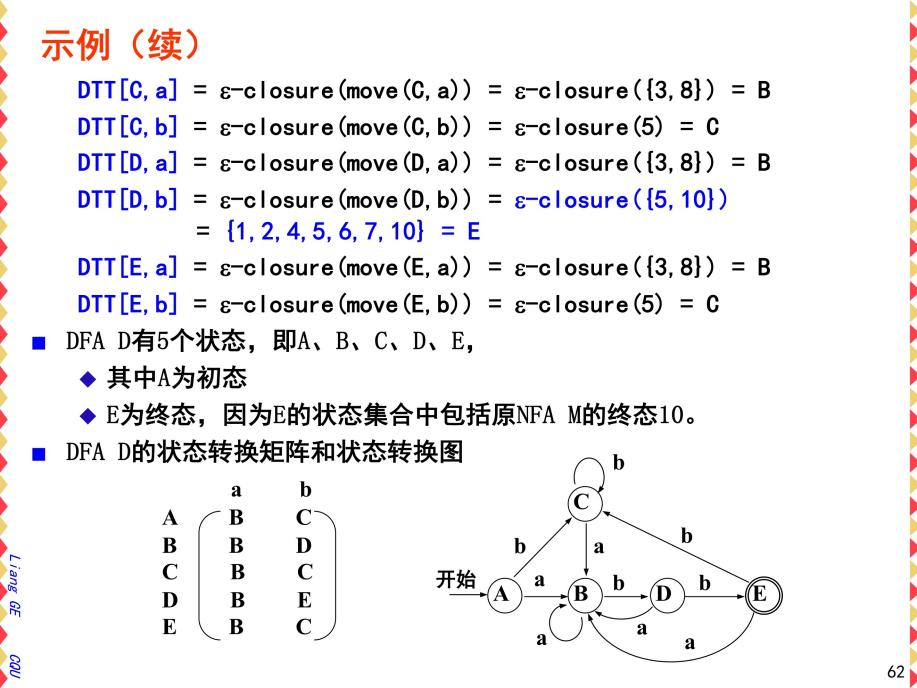 示例（续）
DTT[C,a] = ε-closure(move(C,a)) = ε-closure({3,8}) = B
DTT[C,b] = ε-closure(move(C,b)) = ε-closure(5) = C
DTT[D,a] = ε-closure(move(D,a)) = ε-closure({3,8}) = B
DTT[D,b] = ε-closure(move(D,b)) = ε-closure({5,10})
= {1,2,4,5,6,7,10} = E
DTT[E,a] = ε-closure(move(E,a)) = ε-closure({3,8}) = B
DTT[E,b] = ε-closure(move(E,b)) = ε-closure(5) = C
DFA D有5个状态，即A、B、C、D、E，
其中A为初态
E为终态，因为E的状态集合中包括原NFA M的终态10。
DFA D的状态转换矩阵和状态转换图
a b
A B C
B B D
C B C
D B E
E B C
b
C
b a b
开始 A a B b D b E
a a a
Liang GE CQU
62